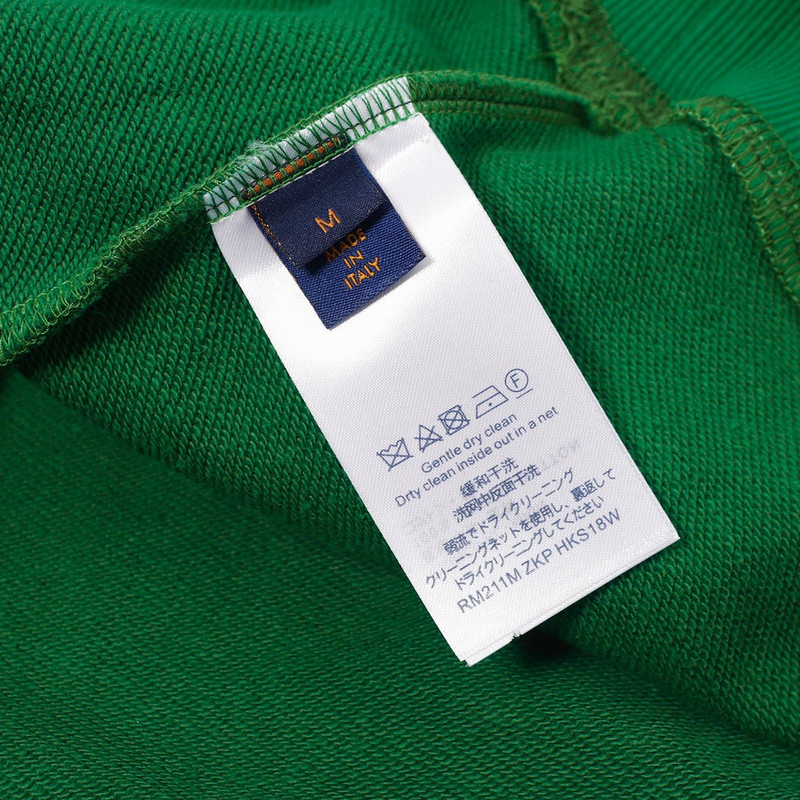 M
MADE
IN
ITALY
F
Gentle dry clean
Drty clean inside out in a net
缓和干洗
洗网中反面干洗
弱流でドライクリーニング
クリーニングネットを使用し、裏返して
ドライクリーニングしてください
RM211M ZKP HKS18W